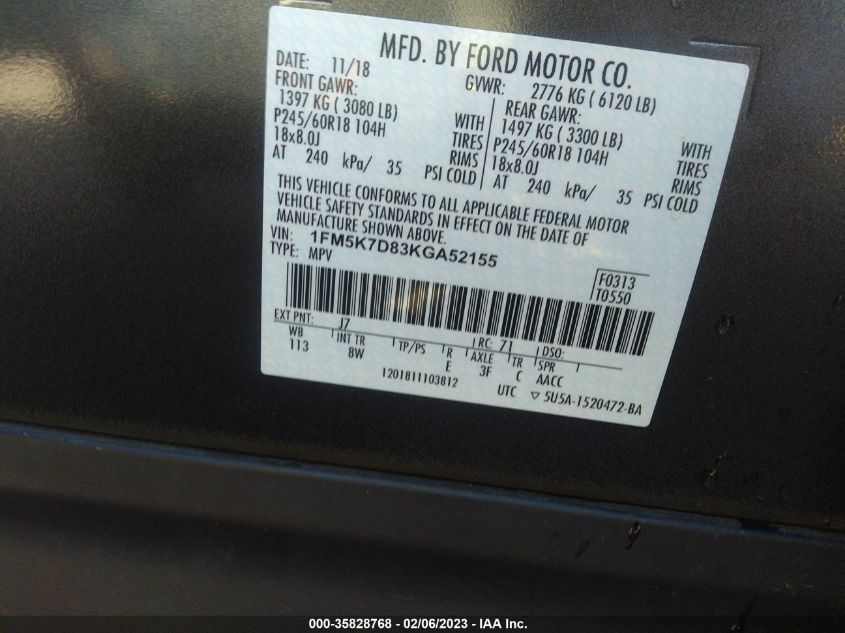 MFD. BY FORD MOTOR CO.
DATE: 11/18 GVWR: 2776 KG ( 6120 LB)
FRONT GAWR: REAR GAWR:
1397 KG ( 3080 LB) WITH 1497 KG ( 3300 LB) WITH
P245/60R18 104H TIRES P245/60R18 104H TIRES
18x8.0J RIMS 18x8.0J RIMS
AT 240 kPa/ 35 PSI COLD AT 240 kPa/ 35 PSI COLD
THIS VEHICLE CONFORMS TO ALL APPLICABLE FEDERAL MOTOR
VEHICLE SAFETY STANDARDS IN EFFECT ON THE DATE OF
MANUFACTURE SHOWN ABOVE.
VIN: 1FM5K7D83KGA52155
TYPE: MPV
F0313
T0550
EXT PNT: J7 RC: 71 DSO:
WB INT TR TP/PS R AXLE TR SPR
113 8W E 3F C AACC
1201811103812 UTC ▽ 5U5A-1520472-BA
000-35828768 - 02/06/2023 - IAA Inc.